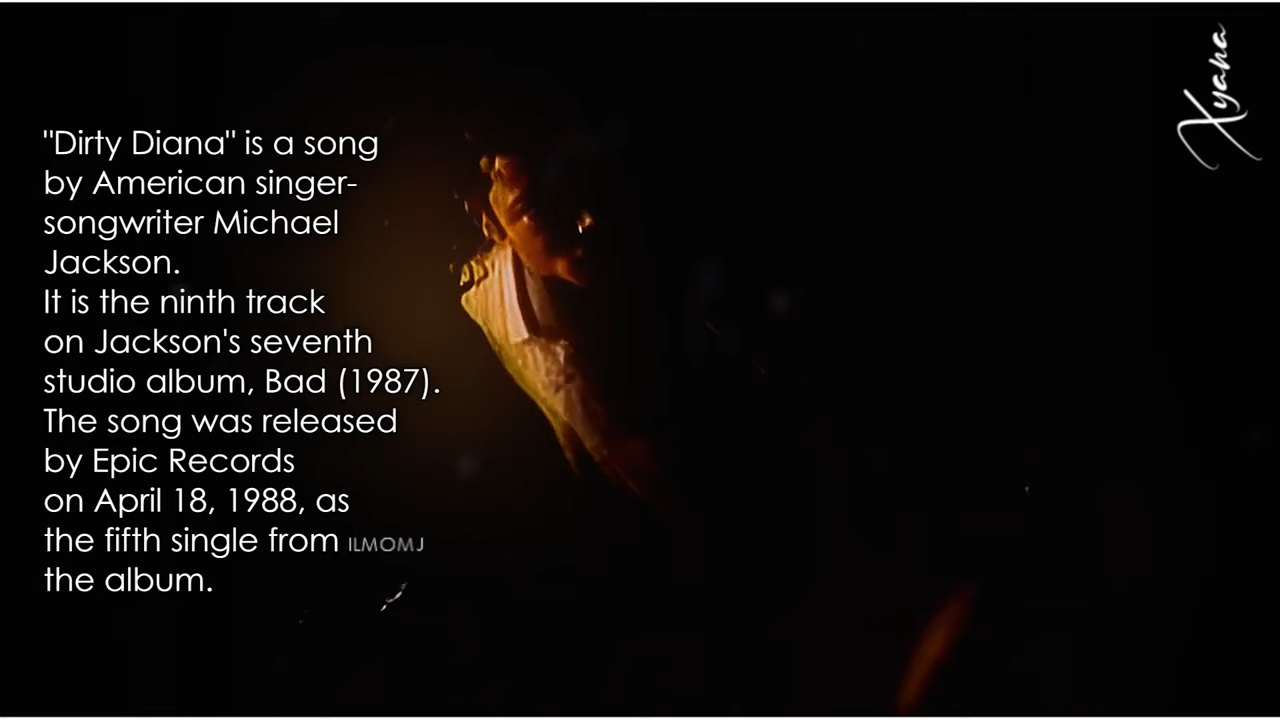 "Dirty Diana" is a song
by American singer-
songwriter Michael
Jackson.
It is the ninth track
on Jackson's seventh
studio album, Bad (1987).
The song was released
by Epic Records
on April 18, 1988, as
the fifth single from ILMOMJ
the album.
Xyana